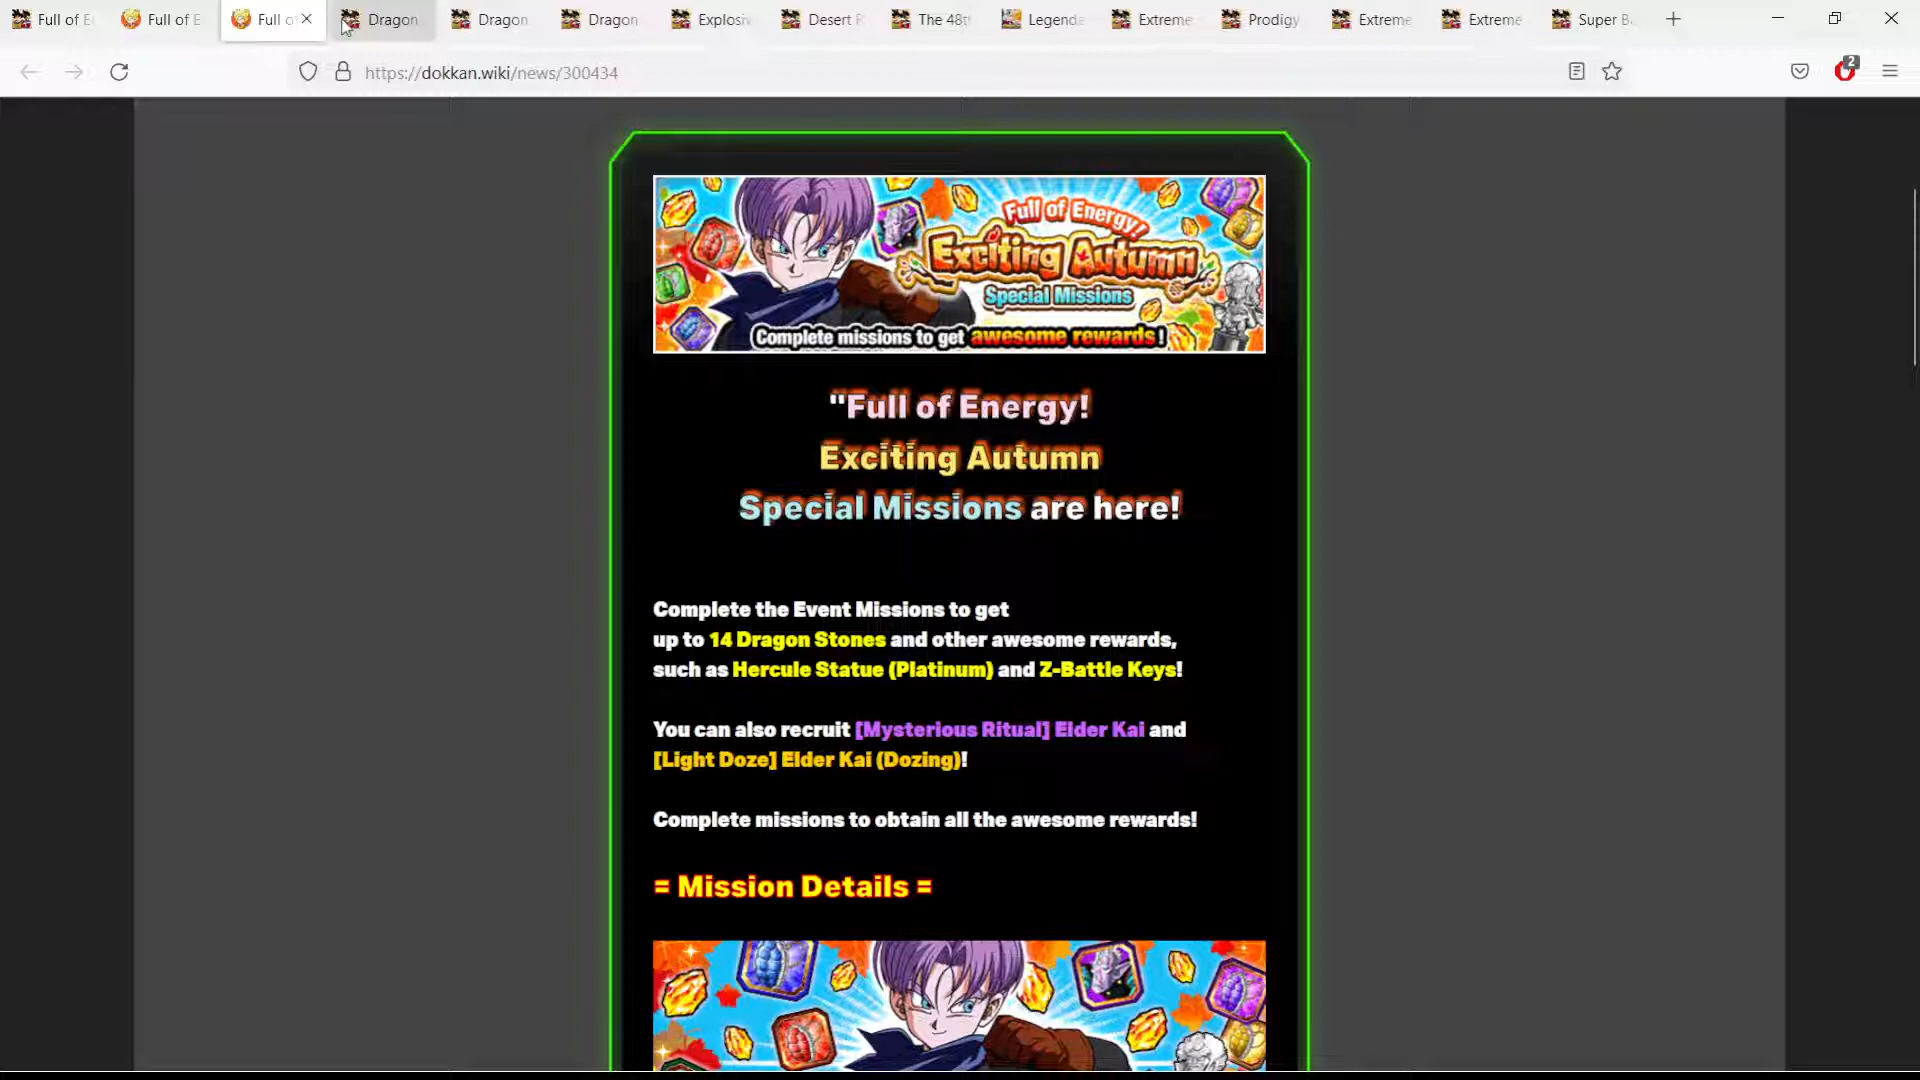 Full of E
Full of E
Full o
Dragon
Dragon
Dragon
Explosiv
Desert R
The 48t
Legenda
Extreme
Prodigy
Extreme
Extreme
Super Ba
https://dokkan.wiki/news/300434
2
Full of Energy!
Exciting Autumn
Special Missions
Complete missions to get awesome rewards!
"Full of Energy!
Exciting Autumn
Special Missions are here!
Complete the Event Missions to get
up to 14 Dragon Stones and other awesome rewards,
such as Hercule Statue (Platinum) and Z-Battle Keys!
You can also recruit [Mysterious Ritual] Elder Kai and
[Light Doze] Elder Kai (Dozing)!
Complete missions to obtain all the awesome rewards!
= Mission Details =